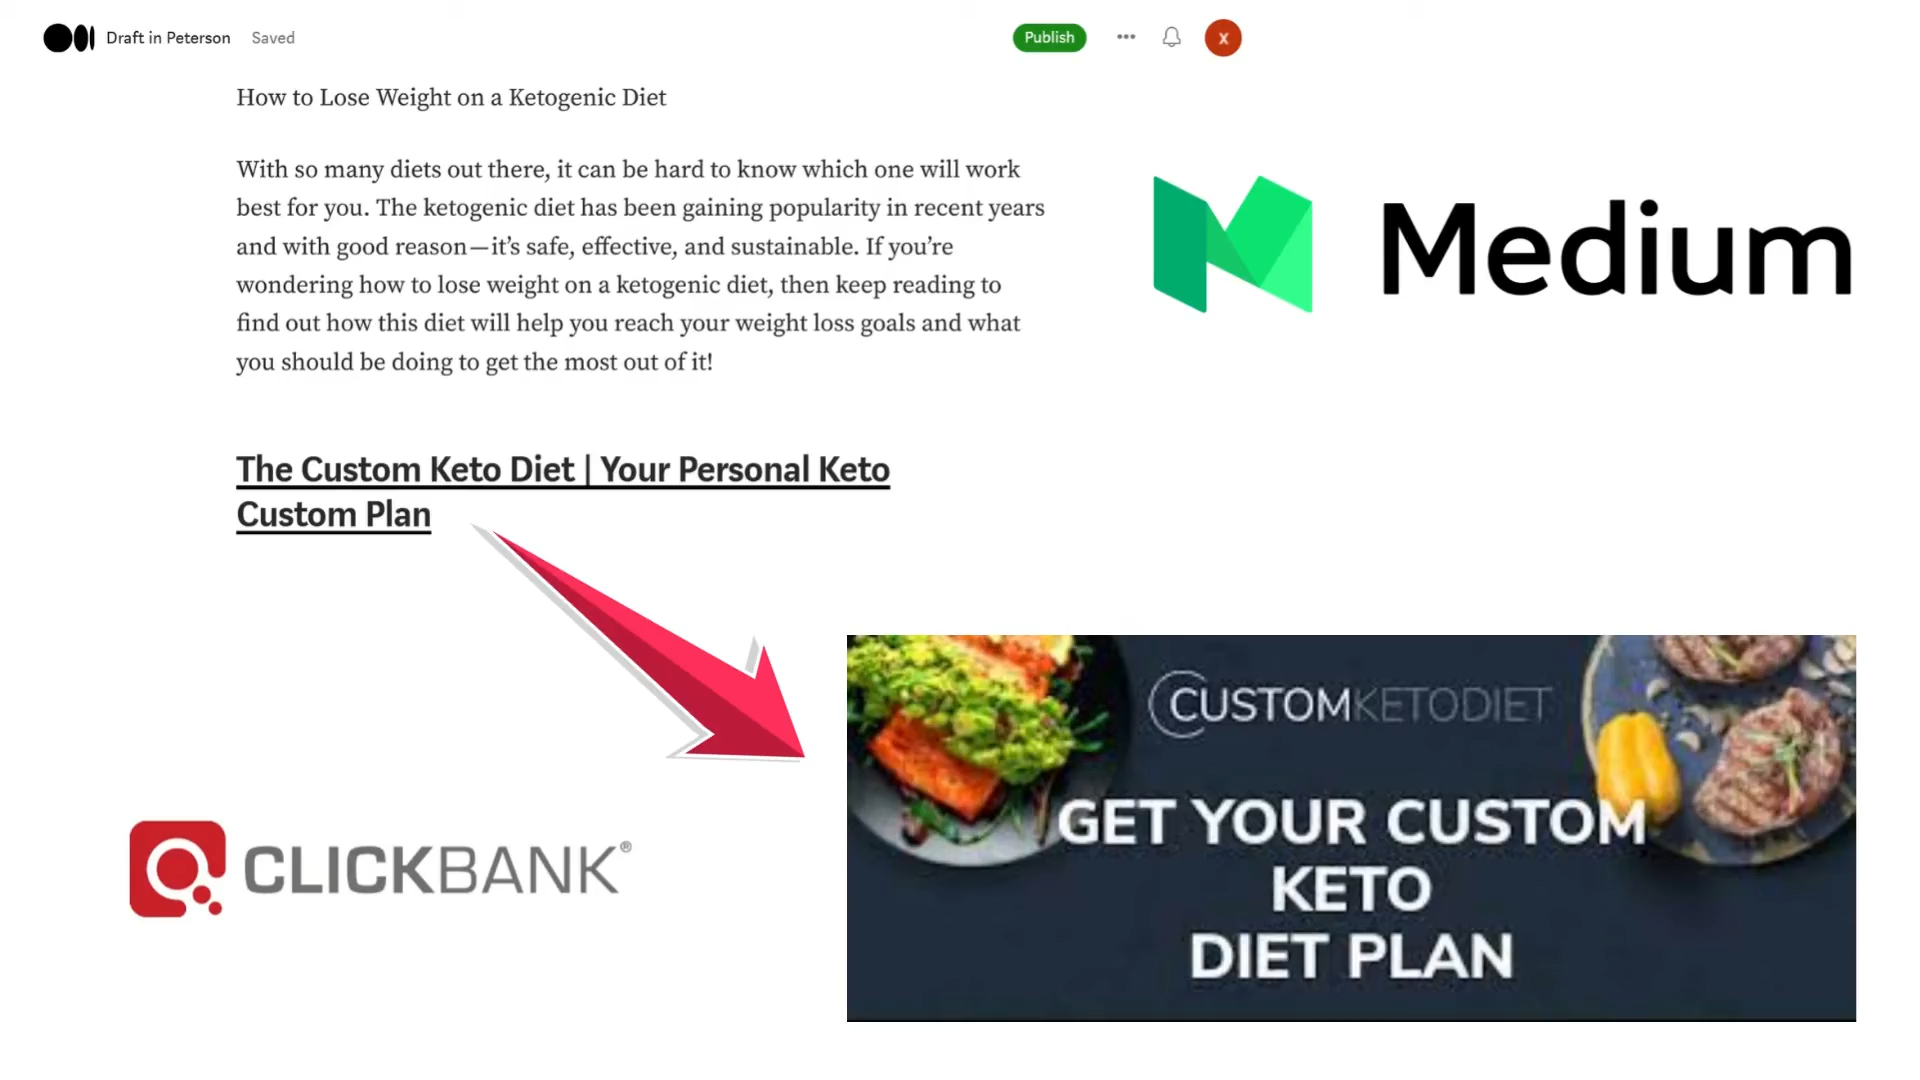 Draft in Peterson Saved
Publish
X
How to Lose Weight on a Ketogenic Diet
With so many diets out there, it can be hard to know which one will work
best for you. The ketogenic diet has been gaining popularity in recent years
and with good reason — it’s safe, effective, and sustainable. If you’re
wondering how to lose weight on a ketogenic diet, then keep reading to
find out how this diet will help you reach your weight loss goals and what
you should be doing to get the most out of it!
Medium
The Custom Keto Diet | Your Personal Keto
Custom Plan
CLICKBANK®
CUSTOMKETODIET
GET YOUR CUSTOM
KETO
DIET PLAN